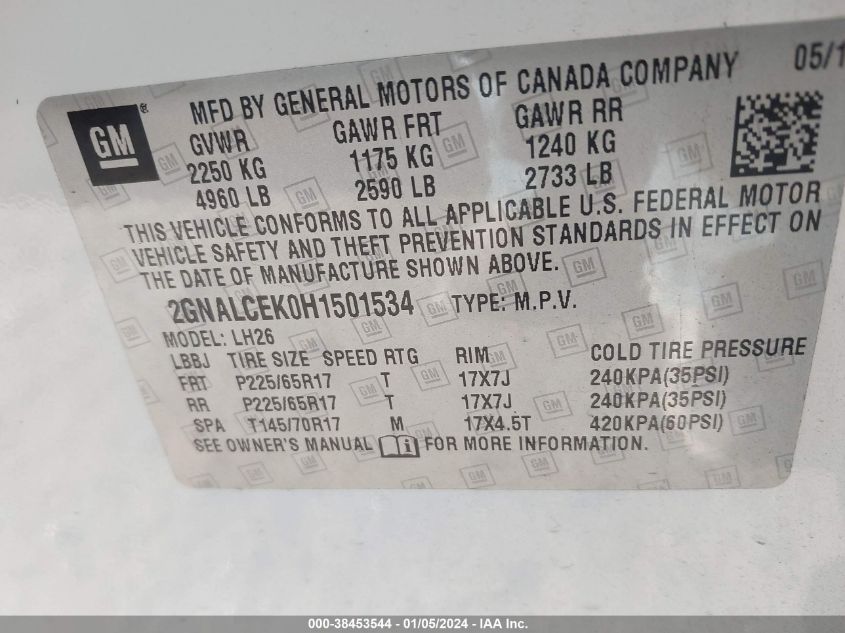 MFD BY GENERAL MOTORS OF CANADA COMPANY 05/1
GM ®
GVWR GAWR FRT GAWR RR
2250 KG 1175 KG 1240 KG
4960 LB 2590 LB 2733 LB
THIS VEHICLE CONFORMS TO ALL APPLICABLE U.S. FEDERAL MOTOR
VEHICLE SAFETY AND THEFT PREVENTION STANDARDS IN EFFECT ON
THE DATE OF MANUFACTURE SHOWN ABOVE.
2GNALCEK0H1501534 TYPE: M.P.V.
MODEL: LH26
LBBJ TIRE SIZE SPEED RTG RIM COLD TIRE PRESSURE
FRT P225/65R17 T 17X7J 240KPA(35PSI)
RR P225/65R17 T 17X7J 240KPA(35PSI)
SPA T145/70R17 M 17X4.5T 420KPA(60PSI)
SEE OWNER'S MANUAL i FOR MORE INFORMATION.
000-38453544 - 01/05/2024 - IAA Inc.